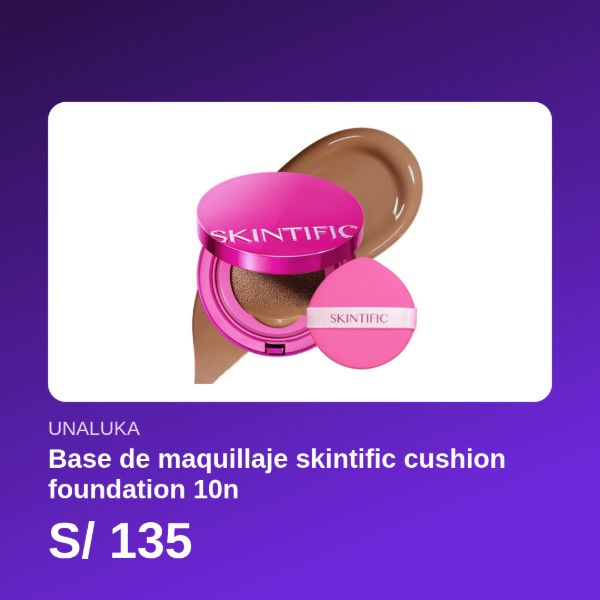 SKINTIFIC
SKINTIFIC
UNALUKA
Base de maquillaje skintific cushion
foundation 10n
S/ 135